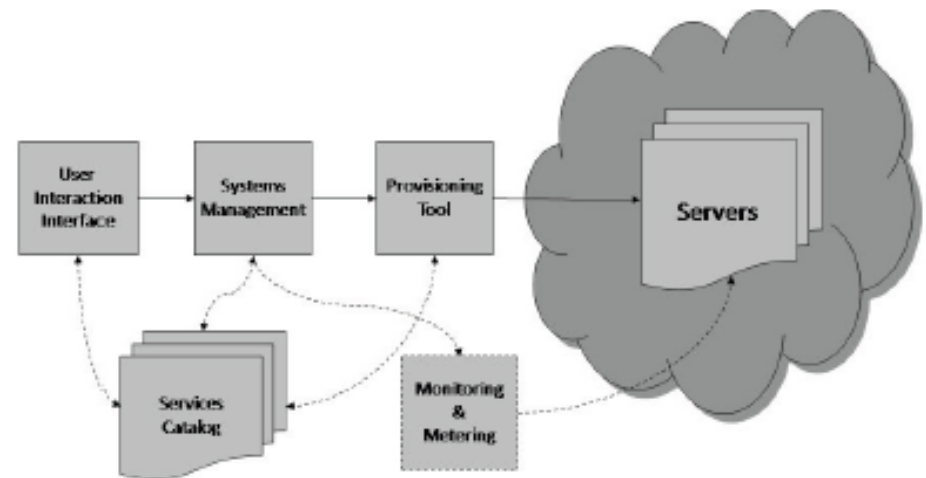 User
Interaction
Interface
Systems
Management
Provisioning
Tool
Servers
Services
Catalog
Monitoring
&
Metering